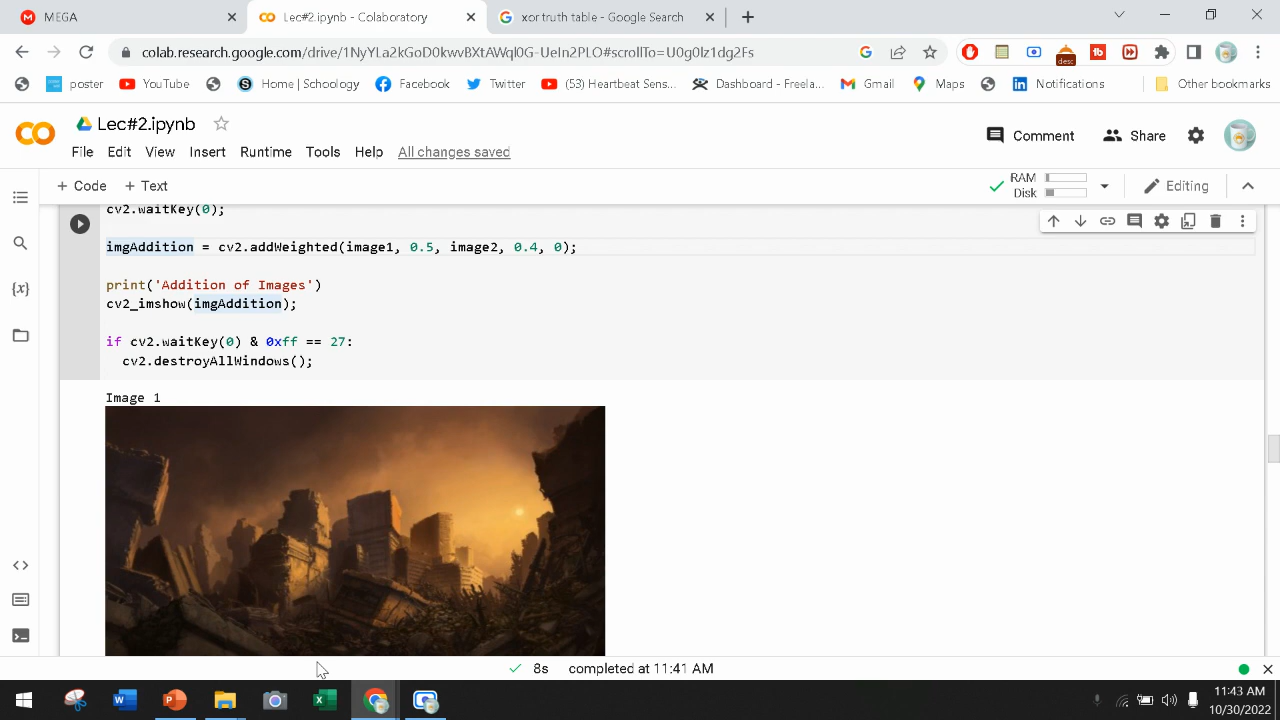 MEGA
Lec#2.ipynb - Colaboratory
xor truth table - Google Search
colab.research.google.com/drive/1NyYLa2kGoD0kwvBXtAWqI0G-UeIn2PLO#scrollTo=U0g0Iz1dg2Fs
desc
poster
YouTube
Home | Schoology
Facebook
Twitter
(53) Heartbeat Sens...
Dashboard - Freela...
Gmail
Maps
Notifications
Other bookmarks
Lec#2.ipynb
Comment
Share
File Edit View Insert Runtime Tools Help All changes saved
+ Code + Text
RAM
Disk
Editing
cv2.waitKey(0);
imgAddition = cv2.addWeighted(image1, 0.5, image2, 0.4, 0);
print('Addition of Images')
cv2_imshow(imgAddition);
if cv2.waitKey(0) & 0xff == 27:
cv2.destroyAllWindows();
Image 1
8s completed at 11:41 AM
11:43 AM
10/30/2022